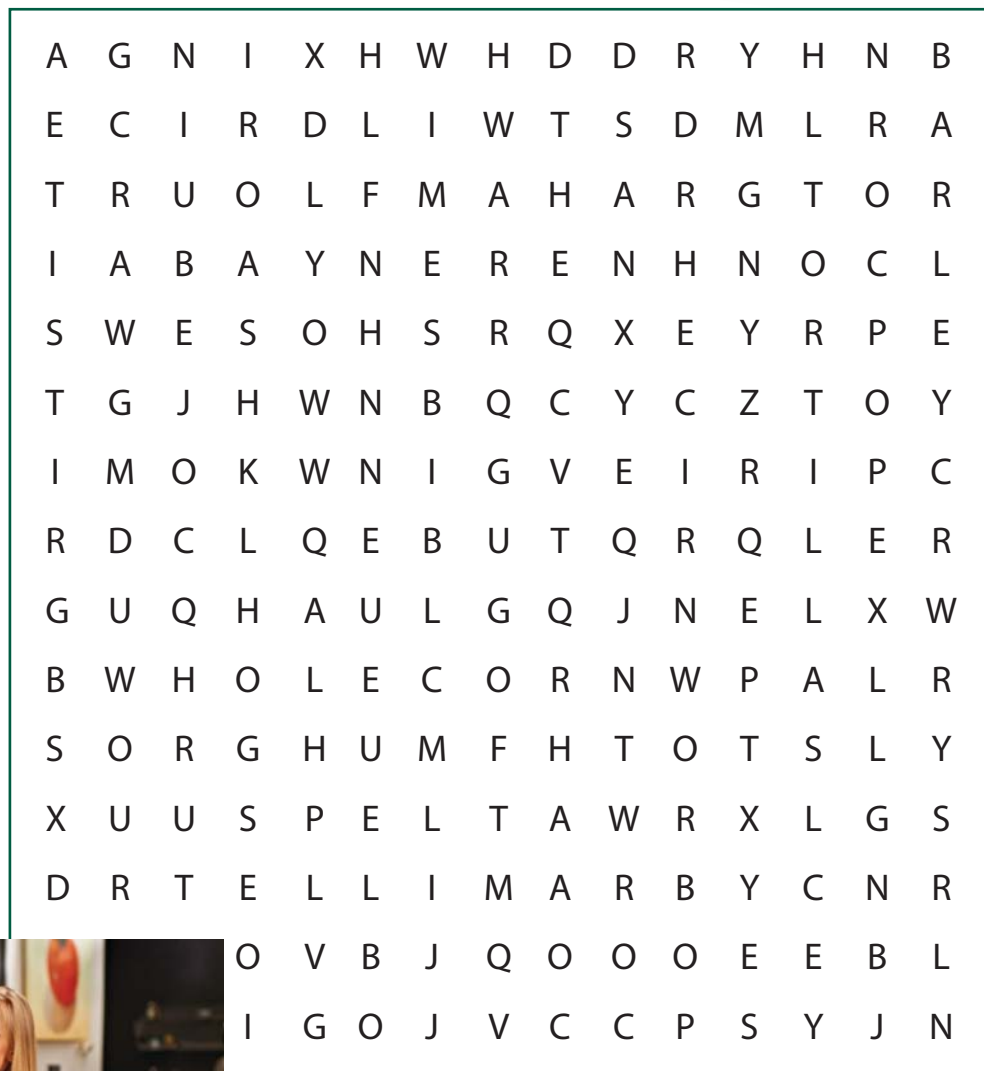 A G N I X H W H D D R Y H N B
E C I R D L I W T S D M L R A
T R U O L F M A H A R G T O R
I A B A Y N E R E N H N O C L
S W E S O H S R Q X E Y R P E
T G J H W N B Q C Y C Z T O Y
I M O K W N I G V E I R I P C
R D C L Q E B U T Q R Q L E R
G U Q H A U L G Q J N E L X W
B W H O L E C O R N W P A L R
S O R G H U M F H T O T S L Y
X U U S P E L T A W R X L G S
D R T E L L I M A R B Y C N R
O V B J Q O O O E E B L
I G O J V C C P S Y J N